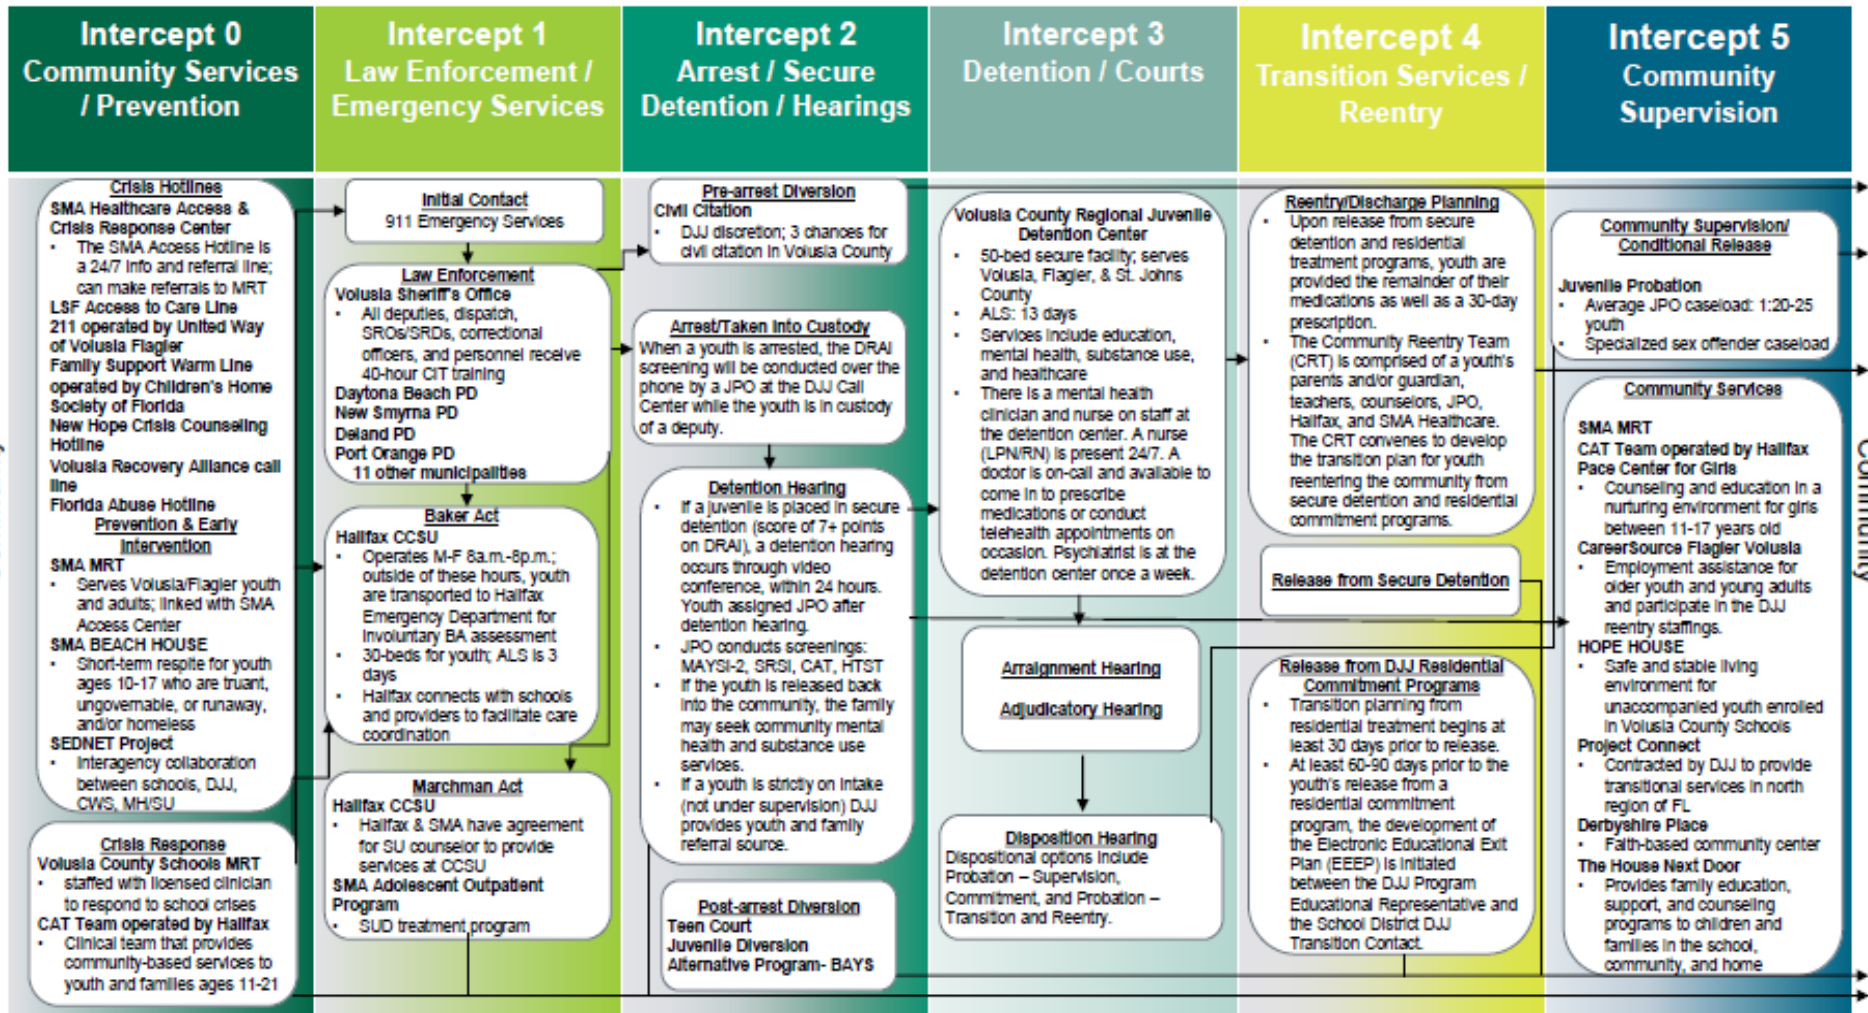 Intercept 0
Community Services
/ Prevention
Intercept 1
Law Enforcement /
Emergency Services
Intercept 2
Arrest / Secure
Detention / Hearings
Intercept 3
Detention / Courts
Intercept 4
Transition Services /
Reentry
Intercept 5
Community
Supervision
Crisis Hotlines
SMA Healthcare Access &
Crisis Response Center
• The SMA Access Hotline is
a 24/7 info and referral line;
can make referrals to MRT
LSF Access to Care Line
211 operated by United Way
of Volusia Flagler
Family Support Warm Line
operated by Children's Home
Society of Florida
New Hope Crisis Counseling
Hotline
Volusia Recovery Alliance call
line
Florida Abuse Hotline
Prevention & Early
Intervention
SMA MRT
• Serves Volusia/Flagler youth
and adults; linked with SMA
Access Center
SMA BEACH HOUSE
• Short-term respite for youth
ages 10-17 who are truant,
ungovernable, or runaway,
and/or homeless
SEDNET Project
• Interagency collaboration
between schools, DJJ,
CWS, MH/SU
Crisis Response
Volusia County Schools MRT
• staffed with licensed clinician
to respond to school crises
CAT Team operated by Halifax
• Clinical team that provides
community-based services to
youth and families ages 11-21
Initial Contact
911 Emergency Services
Law Enforcement
Volusia Sheriff's Office
• All deputies, dispatch,
SROs/SRDs, correctional
officers, and personnel receive
40-hour CIT training
Daytona Beach PD
New Smyrna PD
Deland PD
Port Orange PD
11 other municipalities
Baker Act
Halifax CCSU
• Operates M-F 8a.m.-8p.m.;
outside of these hours, youth
are transported to Halifax
Emergency Department for
Involuntary BA assessment
• 30-beds for youth; ALS is 3
days
• Halifax connects with schools
and providers to facilitate care
coordination
Marchman Act
Halifax CCSU
• Halifax & SMA have agreement
for SU counselor to provide
services at CCSU
SMA Adolescent Outpatient
Program
• SUD treatment program
Pre-arrest Diversion
Civil Citation
• DJJ discretion; 3 chances for
civil citation in Volusia County
Arrest/Taken Into Custody
When a youth is arrested, the DRAI
screening will be conducted over the
phone by a JPO at the DJJ Call
Center while the youth is in custody
of a deputy.
Detention Hearing
• If a juvenile is placed in secure
detention (score of 7+ points
on DRAI), a detention hearing
occurs through video
conference, within 24 hours.
Youth assigned JPO after
detention hearing.
• JPO conducts screenings:
MAYSI-2, SRSI, CAT, HTST
• If the youth is released back
into the community, the family
may seek community mental
health and substance use
services.
• If a youth is strictly on intake
(not under supervision) DJJ
provides youth and family
referral source.
Post-arrest Diversion
Teen Court
Juvenile Diversion
Alternative Program- BAYS
Volusia County Regional Juvenile
Detention Center
• 50-bed secure facility; serves
Volusia, Flagler, & St. Johns
County
• ALS: 13 days
• Services include education,
mental health, substance use,
and healthcare
• There is a mental health
clinician and nurse on staff at
the detention center. A nurse
(LPN/RN) is present 24/7. A
doctor is on-call and available to
come in to prescribe
medications or conduct
telehealth appointments on
occasion. Psychiatrist is at the
detention center once a week.
Arraignment Hearing
Adjudicatory Hearing
Disposition Hearing
Dispositional options include
Probation – Supervision,
Commitment, and Probation –
Transition and Reentry.
Reentry/Discharge Planning
• Upon release from secure
detention and residential
treatment programs, youth are
provided the remainder of their
medications as well as a 30-day
prescription.
• The Community Reentry Team
(CRT) is comprised of a youth's
parents and/or guardian,
teachers, counselors, JPO,
Halifax, and SMA Healthcare.
The CRT convenes to develop
the transition plan for youth
reentering the community from
secure detention and residential
commitment programs.
Release from Secure Detention
Release from DJJ Residential
Commitment Programs
• Transition planning from
residential treatment begins at
least 30 days prior to release.
• At least 60-90 days prior to the
youth's release from a
residential commitment
program, the development of
the Electronic Educational Exit
Plan (EEEP) is initiated
between the DJJ Program
Educational Representative and
the School District DJJ
Transition Contact.
Community Supervision/
Conditional Release
Juvenile Probation
• Average JPO caseload: 1:20-25
youth
• Specialized sex offender caseload
Community Services
SMA MRT
CAT Team operated by Halifax
Pace Center for Girls
• Counseling and education in a
nurturing environment for girls
between 11-17 years old
CareerSource Flagler Volusia
• Employment assistance for
older youth and young adults
and participate in the DJJ
reentry staffings.
HOPE HOUSE
• Safe and stable living
environment for
unaccompanied youth enrolled
in Volusia County Schools
Project Connect
• Contracted by DJJ to provide
transitional services in north
region of FL
Derbyshire Place
• Faith-based community center
The House Next Door
• Provides family education,
support, and counseling
programs to children and
families in the school,
community, and home
Community